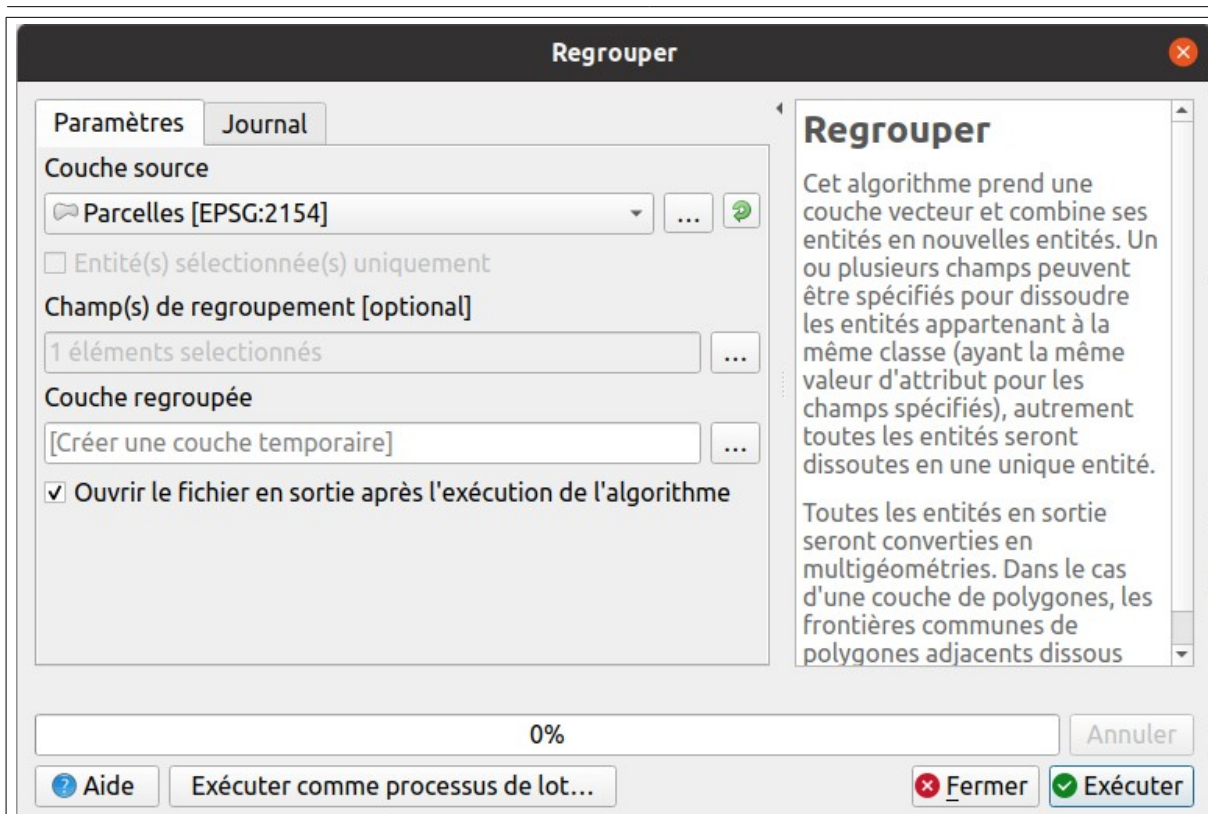 Regrouper
Paramètres
Journal
Couche source
Parcelles [EPSG:2154]
...
Entité(s) sélectionnée(s) uniquement
Champ(s) de regroupement [optional]
1 éléments selectionnés
...
Couche regroupée
[Créer une couche temporaire]
...
Ouvrir le fichier en sortie après l'exécution de l'algorithme
Regrouper
Cet algorithme prend une
couche vecteur et combine ses
entités en nouvelles entités. Un
ou plusieurs champs peuvent
être spécifiés pour dissoudre
les entités appartenant à la
même classe (ayant la même
valeur d'attribut pour les
champs spécifiés), autrement
toutes les entités seront
dissoutes en une unique entité.
Toutes les entités en sortie
seront converties en
multigéométries. Dans le cas
d'une couche de polygones, les
frontières communes de
polygones adjacents dissous
0%
Annuler
Aide
Exécuter comme processus de lot...
Fermer
Exécuter